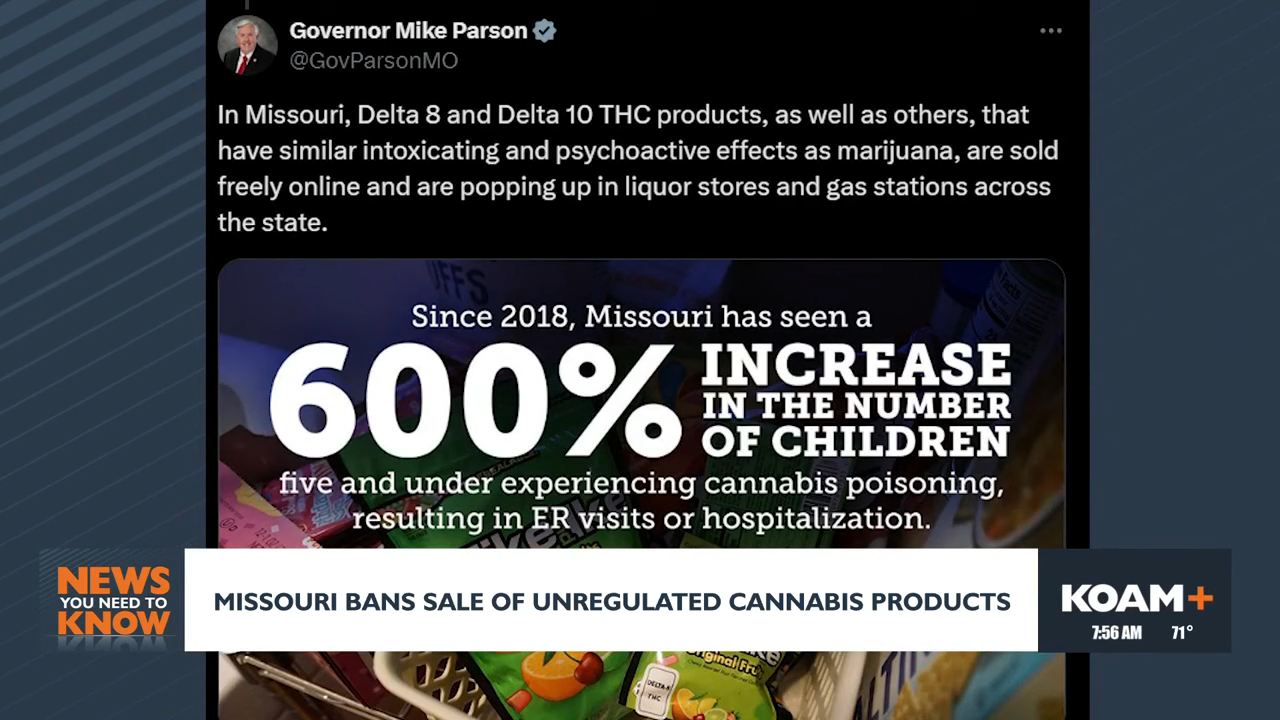 Governor Mike Parson
@GovParsonMO
In Missouri, Delta 8 and Delta 10 THC products, as well as others, that
have similar intoxicating and psychoactive effects as marijuana, are sold
freely online and are popping up in liquor stores and gas stations across
the state.
Since 2018, Missouri has seen a
600% INCREASE
IN THE NUMBER
OF CHILDREN
five and under experiencing cannabis poisoning,
resulting in ER visits or hospitalization.
NEWS
YOU NEED TO
KNOW
MISSOURI BANS SALE OF UNREGULATED CANNABIS PRODUCTS
KOAM+
7:56 AM 71°
DELTA-8
THC